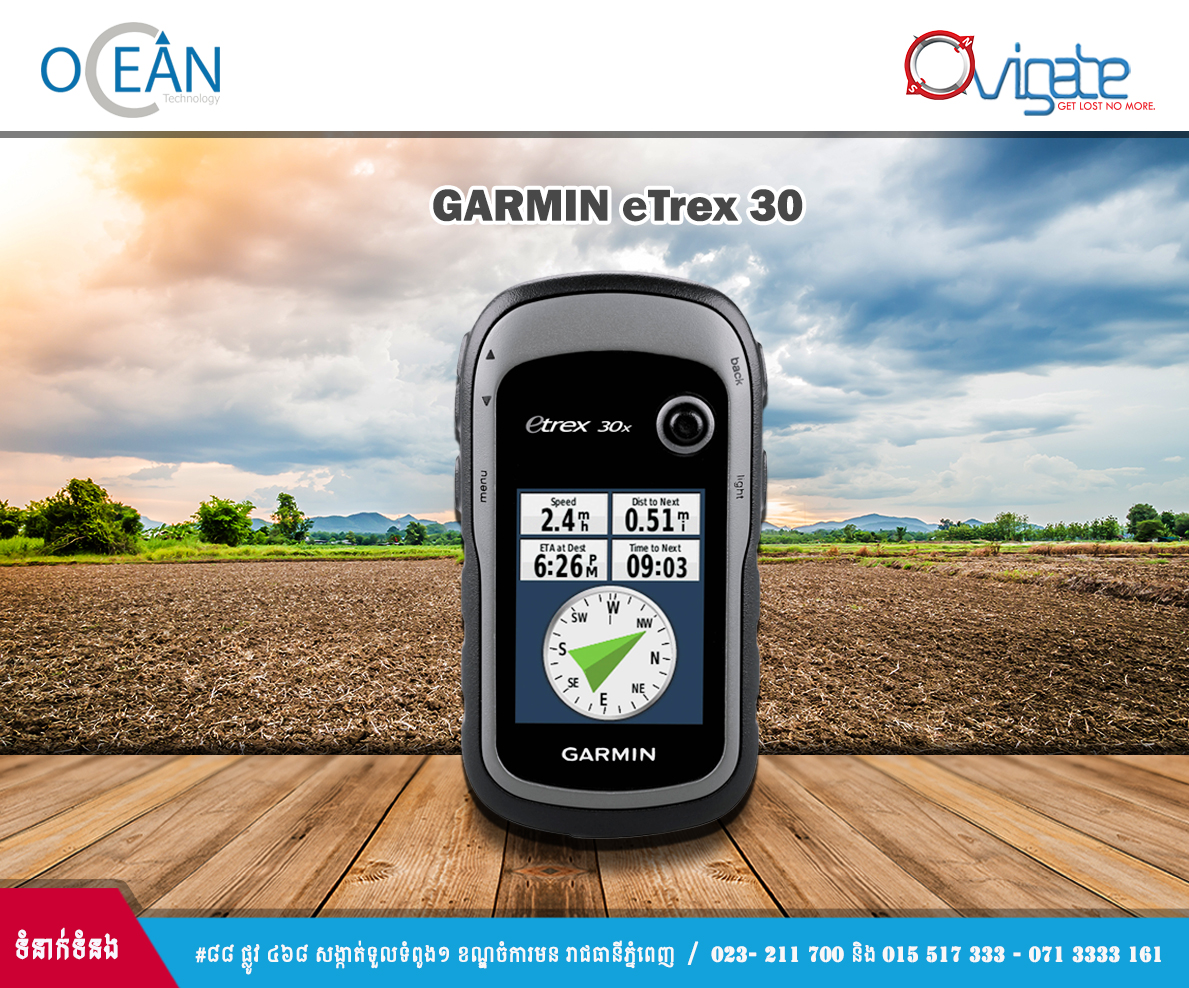 OCEAN
Technology
Ovigate
GET LOST NO MORE.
GARMIN eTrex 30
back
etrex 30x
menu
light
Speed
2.4 mh
Dist to Next
0.51 mi
ETA at Dest
6:26 PM
Time to Next
09:03
W
SW
NW
S
N
SE
NE
E
GARMIN
ទំនាក់ទំនង
#៨៨ ផ្លូវ ៤៦៨ សង្កាត់ទួលទំពូង១ ខណ្ឌចំការមន រាជធានីភ្នំពេញ / 023- 211 700 និង 015 517 333 - 071 3333 161